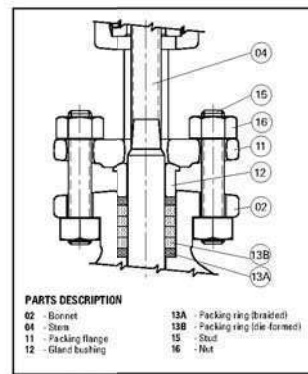 04
15
16
11
12
02
13B
13A
PARTS DESCRIPTION
02 - Bonnet
04 - Stem
11 - Packing flange
12 - Gland bushing
13A - Packing ring (braided)
13B - Packing ring (die-formed)
15 - Stud
16 - Nut